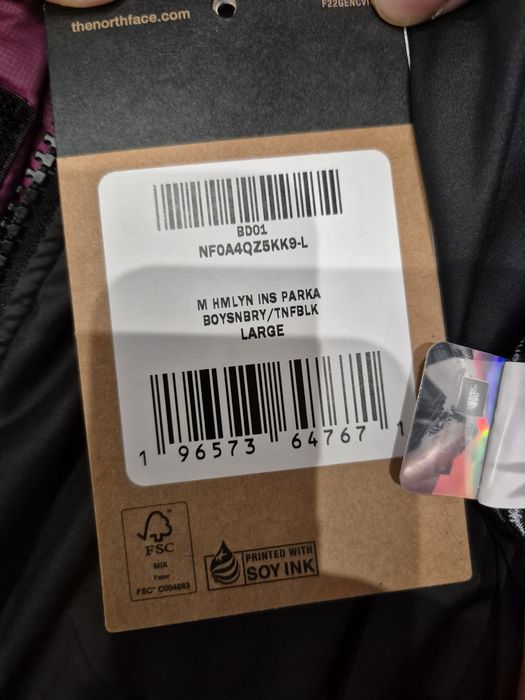 thenorthface.com
F22GENCVI
BD01
NF0A4QZ5KK9-L
M HMLYN INS PARKA
BOYSNBRY/TNFBLK
LARGE
1 96573 64767 1
FSC
MIX
Paper
FSC® C004663
PRINTED WITH
SOY INK